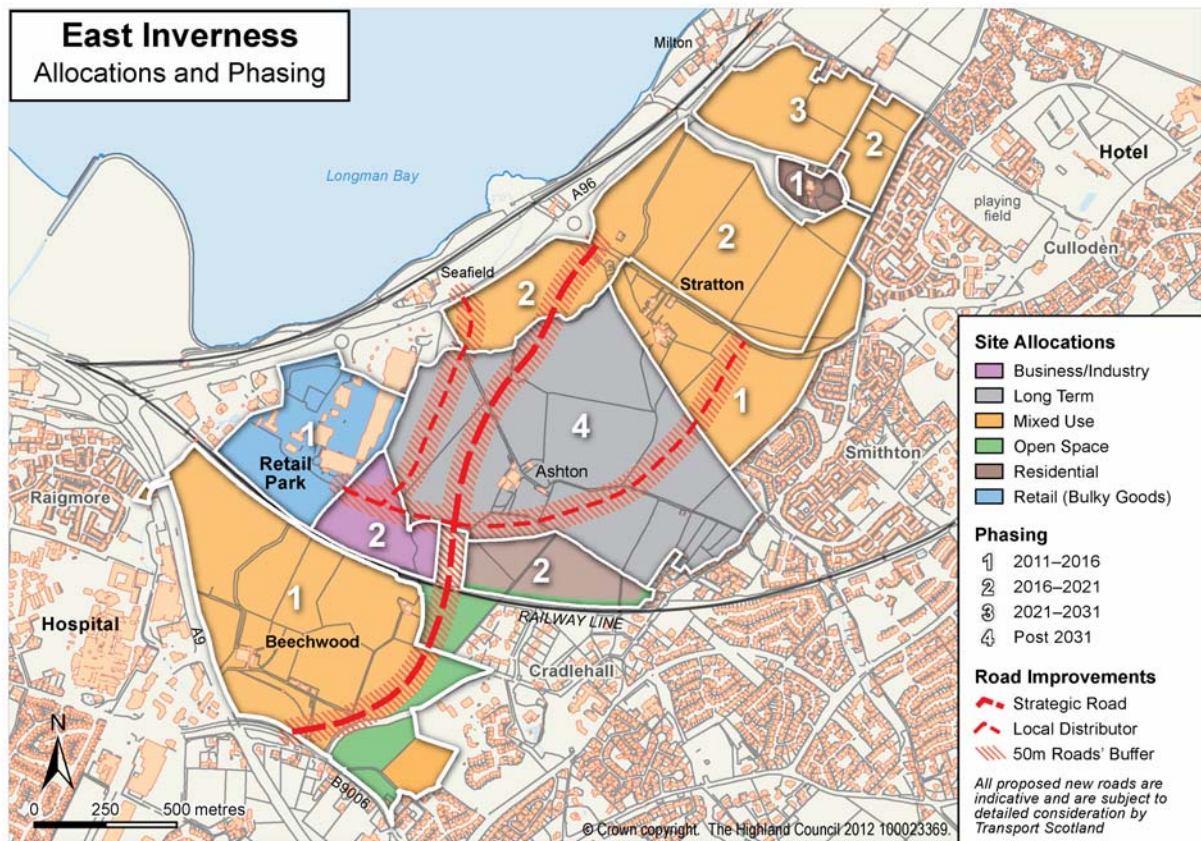 East Inverness
Allocations and Phasing
Milton
Longman Bay
A96
Seafield
3
2
1
Hotel
playing
field
Culloden
2
2
Stratton
1
4
Ashton
Smithton
1
Retail
Park
Raigmore
2
2
1
Beechwood
RAILWAY LINE
Hospital
A9
Cradlehall
B9006
N
0 250 500 metres
Site Allocations
Business/Industry
Long Term
Mixed Use
Open Space
Residential
Retail (Bulky Goods)
Phasing
1 2011–2016
2 2016–2021
3 2021–2031
4 Post 2031
Road Improvements
Strategic Road
Local Distributor
50m Roads' Buffer
All proposed new roads are
indicative and are subject to
detailed consideration by
Transport Scotland
© Crown copyright. The Highland Council 2012 100023369.